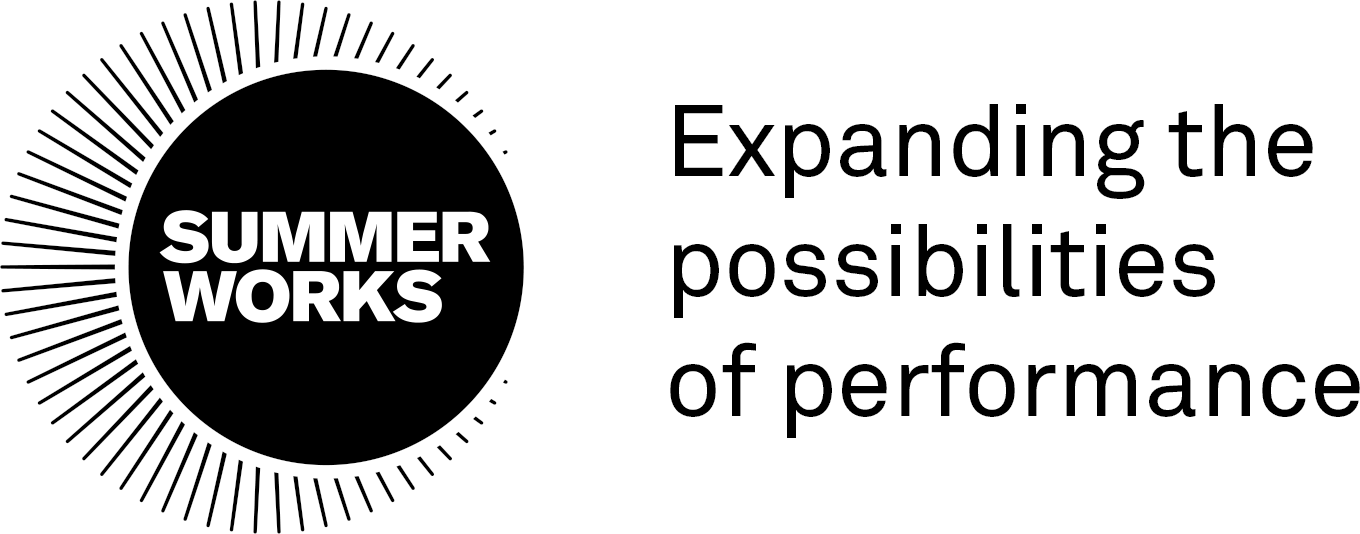 SUMMER
WORKS
Expanding the
possibilities
of performance